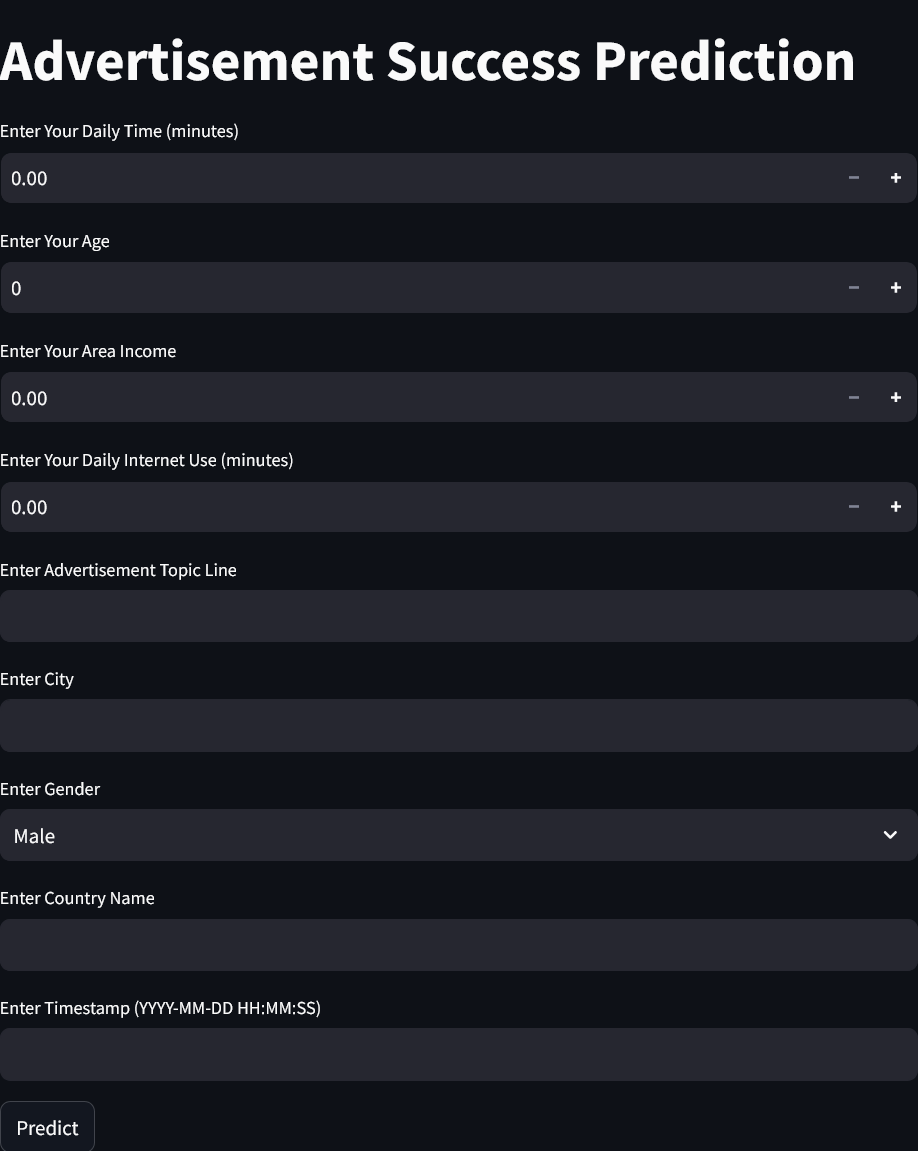 Advertisement Success Prediction
Enter Your Daily Time (minutes)
0.00
Enter Your Age
0
Enter Your Area Income
0.00
Enter Your Daily Internet Use (minutes)
0.00
Enter Advertisement Topic Line
Enter City
Enter Gender
Male
Enter Country Name
Enter Timestamp (YYYY-MM-DD HH:MM:SS)
Predict